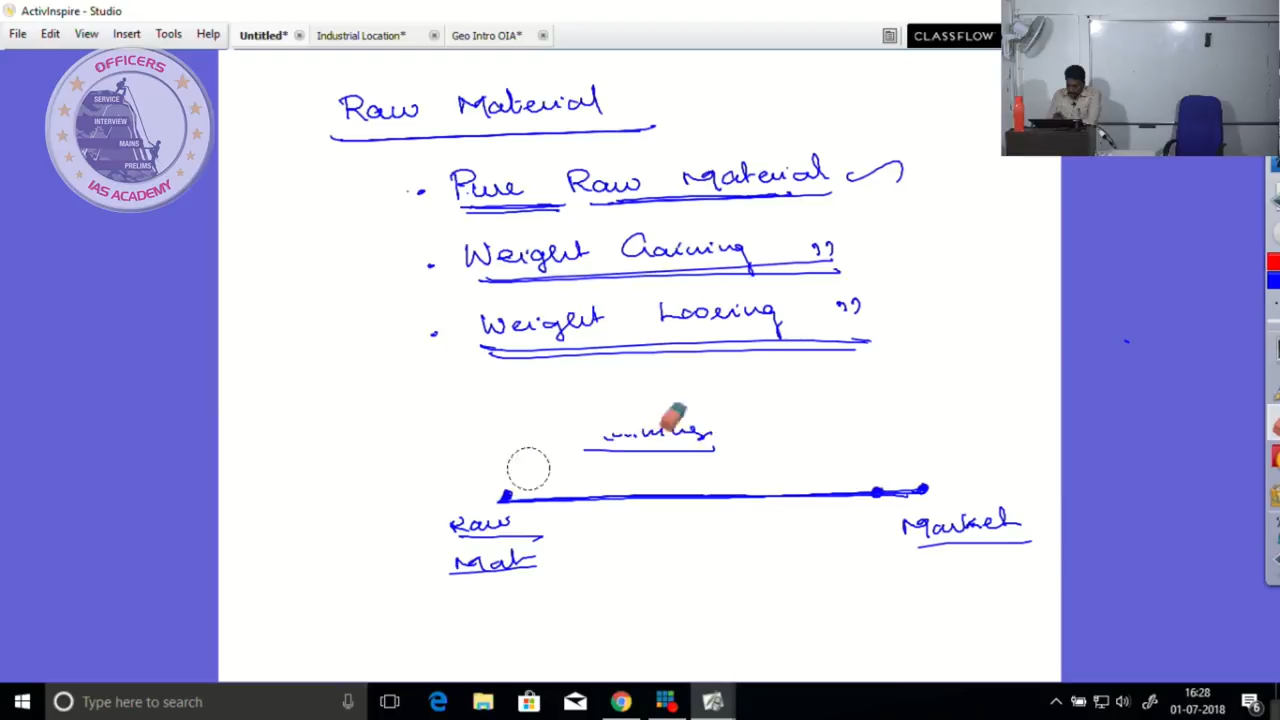 ActivInspire - Studio
File Edit View Insert Tools Help Untitled* Industrial Location* Geo Intro OIA* CLASSFLOW
OFFICERS
SERVICE
INTERVIEW
MAINS
PRELIMS
IAS ACADEMY
Raw Material
. Pure Raw Material
. Weight Gaining ,,
. Weight Loosing ,,
Raw
Mat
Market
Type here to search
16:28
01-07-2018
6